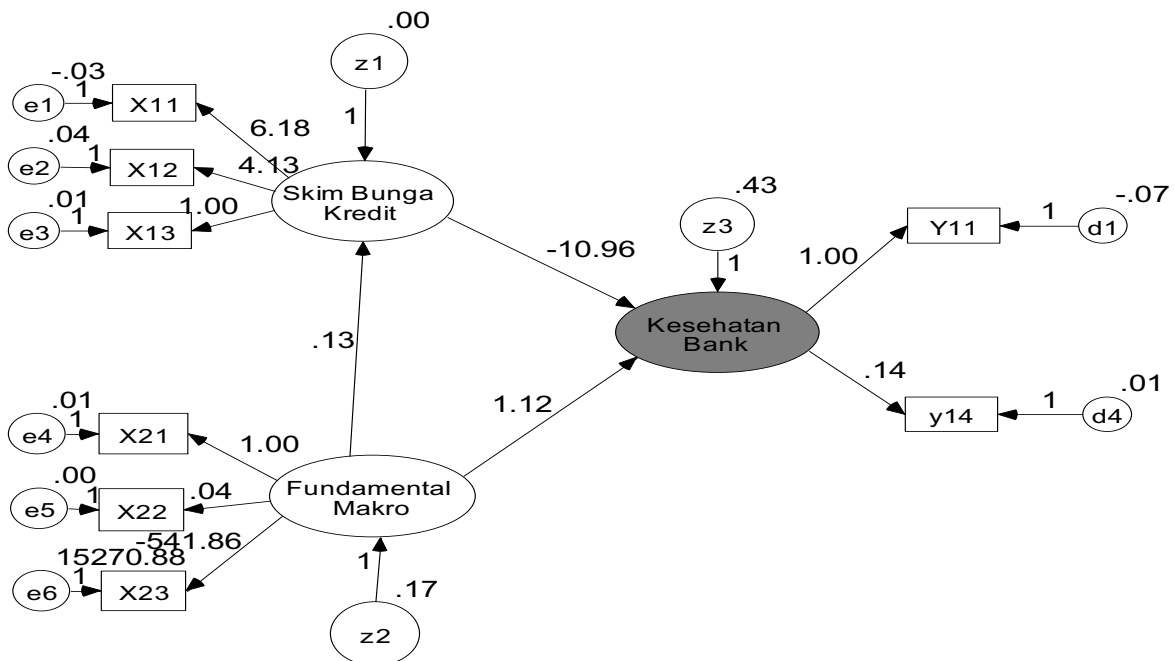 .00
z1
-.03
1
e1
X11
6.18
1
.04
1
e2
X12
4.13
Skim Bunga
Kredit
.01
1
e3
X13
1.00
.43
z3
1
-10.96
Y11
1
-.07
d1
1.00
Kesehatan
Bank
.13
1.12
.14
y14
1
.01
d4
.01
1
e4
X21
1.00
.00
1
e5
X22
.04
Fundamental
Makro
-541.86
15270.88
1
e6
X23
1
.17
z2